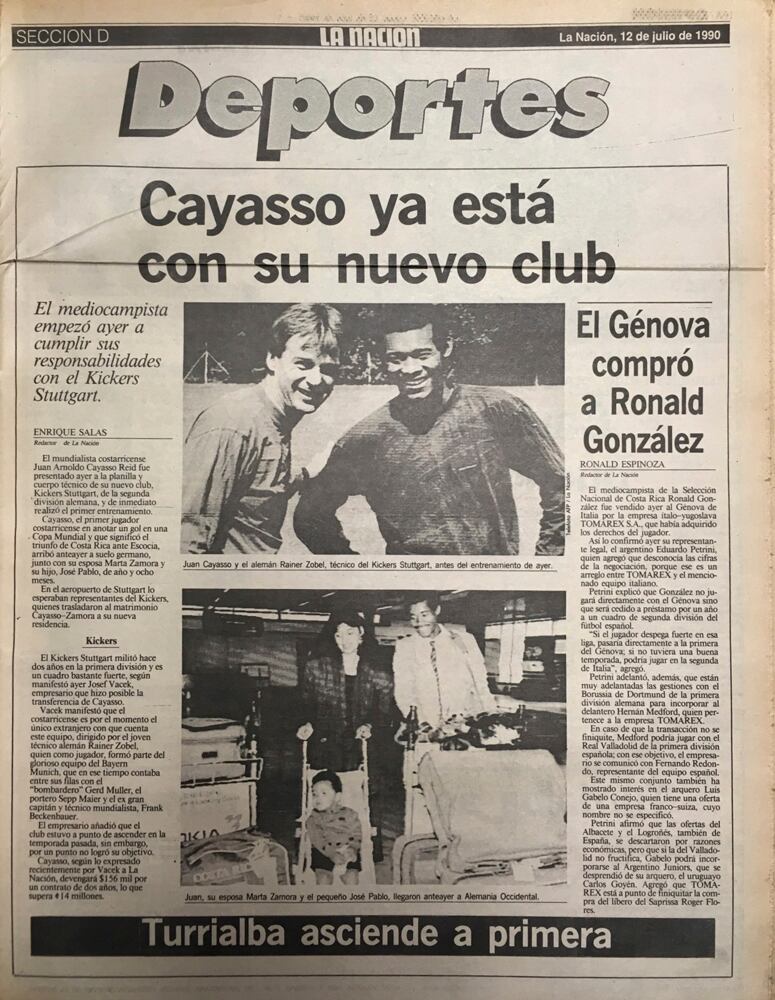 SECCION D
LA NACION
La Nación, 12 de julio de 1990
Deportes
Cayasso ya está
con su nuevo club
El mediocampista
empezó ayer a
cumplir sus
responsabilidades
con el Kickers
Stuttgart.
ENRIQUE SALAS
Redactor de La Nación
El mundialista costarricense
Juan Arnoldo Cayasso Reid fue
presentado ayer a la planilla y
cuerpo técnico de su nuevo club,
Kickers Stuttgart, de la segunda
división alemana, y de inmediato
realizó el primer entrenamiento.
Cayasso, el primer jugador
costarricense en anotar un gol en una
Copa Mundial y que significó el
triunfo de Costa Rica ante Escocia,
arribó anteayer a suelo germano,
junto con su esposa Marta Zamora y
su hijo, José Pablo, de año y ocho
meses.
En el aeropuerto de Stuttgart lo
esperaban representantes del Kickers,
quienes trasladaron al matrimonio
Cayasso-Zamora a su nueva
residencia.
Kickers
El Kickers Stuttgart militó hace
dos años en la primera división y es
un cuadro bastante fuerte, según
manifestó ayer Josef Vacek,
empresario que hizo posible la
transferencia de Cayasso.
Vacek manifestó que el
costarricense es por el momento el
único extranjero con que cuenta
este equipo, dirigido por el joven
técnico alemán Rainer Zobel,
quien como jugador, formó parte del
glorioso equipo del Bayern
Munich, que en ese tiempo contaba
entre sus filas con el
"bombardero" Gerd Muller, el
portero Sepp Maier y el ex gran
capitán y técnico mundialista, Frank
Beckenbauer.
El empresario añadió que el
club estuvo a punto de ascender en la
temporada pasada, sin embargo,
por un punto no logró su objetivo.
Cayasso, según lo expresado
recientemente por Vacek a La
Nación, devengará $156 mil por
un contrato de dos años, lo que
supera ¢14 millones.
Telefoto AFP / La Nación
Juan Cayasso y el alemán Rainer Zobel, técnico del Kickers Stuttgart, antes del entrenamiento de ayer.
Juan, su esposa Marta Zamora y el pequeño José Pablo, llegaron anteayer a Alemania Occidental.
El Génova
compró
a Ronald
González
RONALD ESPINOZA
Redactor de La Nación
El mediocampista de la Selección
Nacional de Costa Rica Ronald Gon-
zález fue vendido ayer al Génova de
Italia por la empresa ítalo-yugoslava
TOMAREX S.A., que había adquirido
los derechos del jugador.
Así lo confirmó ayer su representan-
te legal, el argentino Eduardo Petrini,
quien agregó que desconocía las cifras
de la negociación, porque ese es un
arreglo entre TOMAREX y el mencio-
nado equipo italiano.
Petrini explicó que González no ju-
gará directamente con el Génova sino
que será cedido a préstamo por un año
a un cuadro de segunda división del
fútbol español.
"Si el jugador despega fuerte en esa
liga, pasaría directamente a la primera
del Génova; si no tuviera una buena
temporada, podría jugar en la segunda
de Italia", agregó.
Petrini adelantó, además, que están
muy adelantadas las gestiones con el
Borussia de Dortmund de la primera
división alemana para incorporar al
delantero Hernán Medford, quien per-
tenece a la empresa TOMAREX.
En caso de que la transacción no se
finiquite, Medford podría jugar con el
Real Valladolid de la primera división
española; con ese objetivo, el empresa-
rio se comunicó con Fernando Redon-
do, representante del equipo español.
Este mismo conjunto también ha
mostrado interés en el arquero Luis
Gabelo Conejo, quien tiene una oferta
de una empresa franco-suiza, cuyo
nombre no se especificó.
Petrini afirmó que las ofertas del
Albacete y el Logroñés, también de
España, se descartaron por razones
económicas, pero que si la del Vallado-
lid no fructifica, Gabelo podrá incor-
porarse al Argentino Juniors, que se
desprendió de su arquero, el uruguayo
Carlos Goyén. Agregó que TOMA-
REX está a punto de finiquitar la com-
pra del líbero del Saprissa Roger Flo-
res.
Turrialba asciende a primera